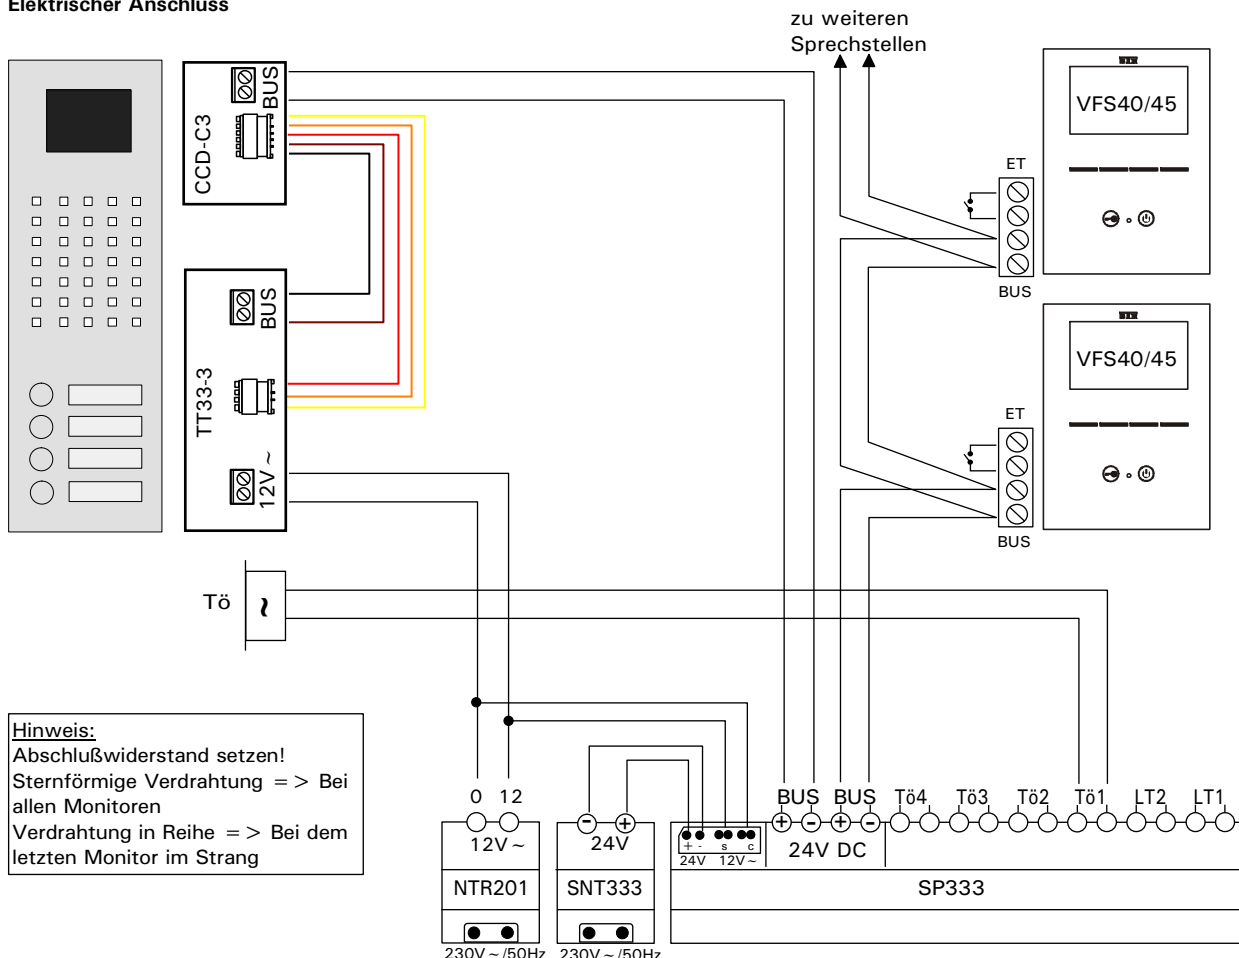 Elektrischer Anschluss
zu weiteren
Sprechstellen
BUS
CCD-C3
VFS40/45
ET
BUS
BUS
TT33-3
12V ~
VFS40/45
ET
BUS
Tö
~
Hinweis:
Abschlußwiderstand setzen!
Sternförmige Verdrahtung => Bei
allen Monitoren
Verdrahtung in Reihe => Bei dem
letzten Monitor im Strang
0 12
12V ~
NTR201
230V ~/50Hz
- +
24V
SNT333
230V ~/50Hz
+ - s c
24V 12V ~
BUS BUS Tö4 Tö3 Tö2 Tö1 LT2 LT1
+ - + -
24V DC
SP333